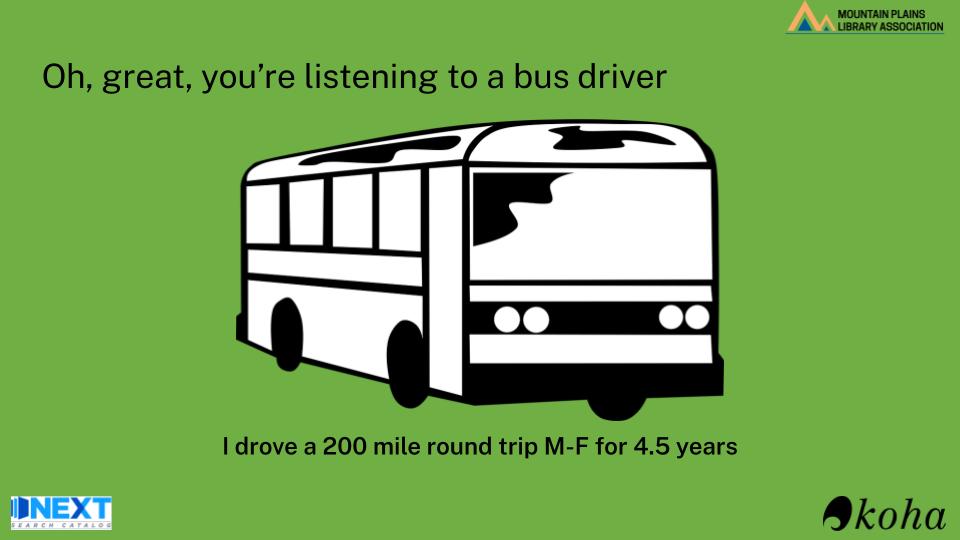 MOUNTAIN PLAINS
LIBRARY ASSOCIATION
Oh, great, you’re listening to a bus driver
I drove a 200 mile round trip M-F for 4.5 years
NEXT
SEARCH CATALOG
koha